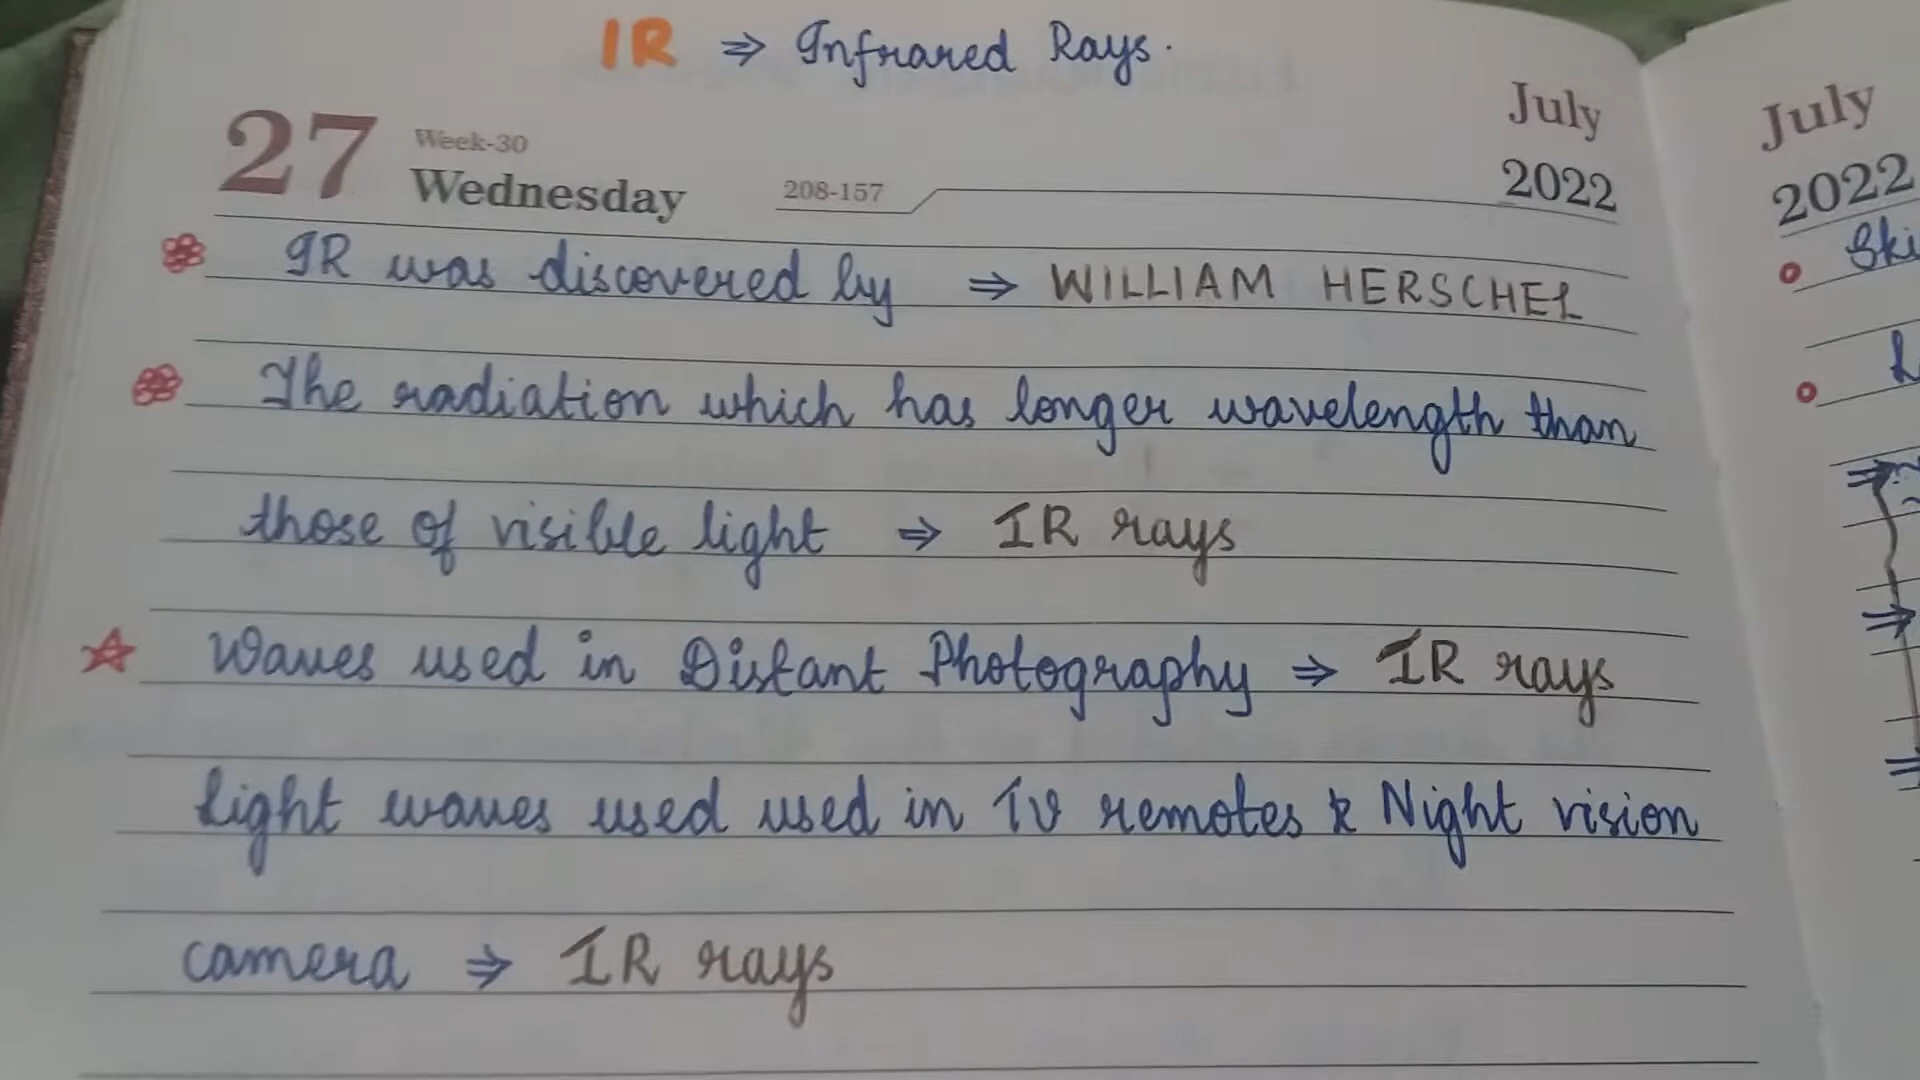 IR ⇒ Infrared Rays.
27 Week-30 Wednesday 208-157 July 2022
IR was discovered by ⇒ WILLIAM HERSCHEL
The radiation which has longer wavelength than
those of visible light ⇒ IR rays
Waves used in Distant Photography ⇒ IR rays
light waves used used in TV remotes & Night vision
camera ⇒ IR rays
July
2022